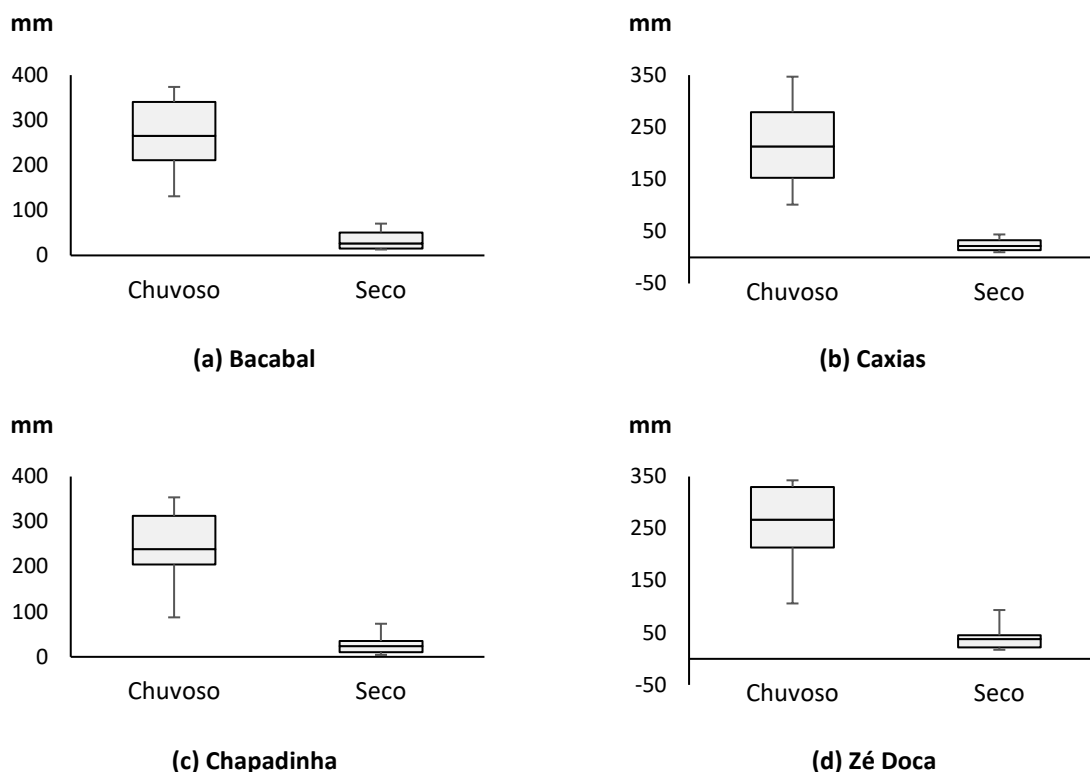 mm
400
300
200
100
0
Chuvoso Seco
(a) Bacabal
mm
350
250
150
50
-50
Chuvoso Seco
(b) Caxias
mm
400
300
200
100
0
Chuvoso Seco
(c) Chapadinha
mm
350
250
150
50
-50
Chuvoso Seco
(d) Zé Doca